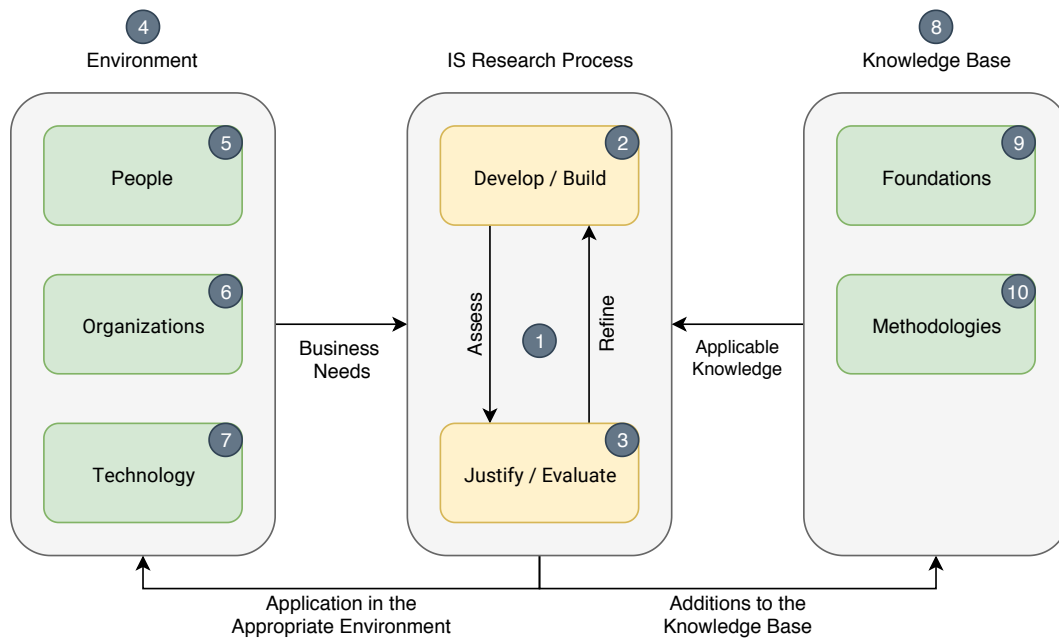 4
Environment
IS Research Process
8
Knowledge Base
5
People
2
Develop / Build
9
Foundations
6
Organizations
Business
Needs
Assess
1
Refine
Applicable
Knowledge
10
Methodologies
7
Technology
3
Justify / Evaluate
Application in the
Appropriate Environment
Additions to the
Knowledge Base